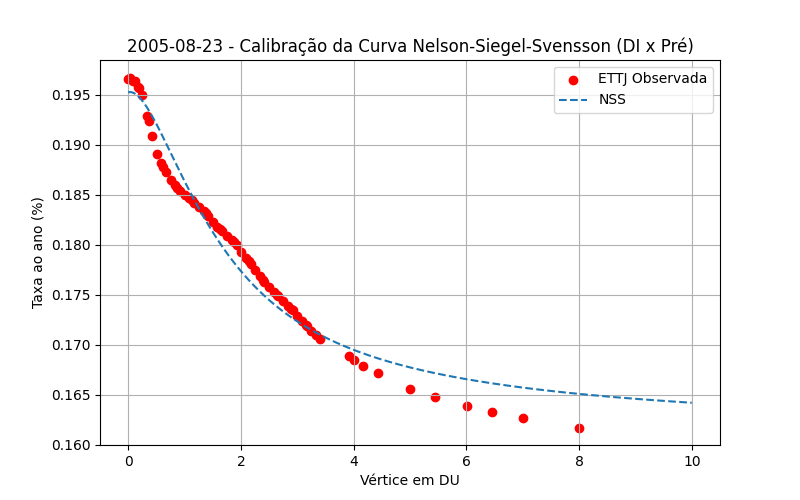 2005-08-23 - Calibração da Curva Nelson-Siegel-Svensson (DI x Pré)
ETTJ Observada
NSS
Taxa ao ano (%)
0.195
0.190
0.185
0.180
0.175
0.170
0.165
0.160
0 2 4 6 8 10
Vértice em DU